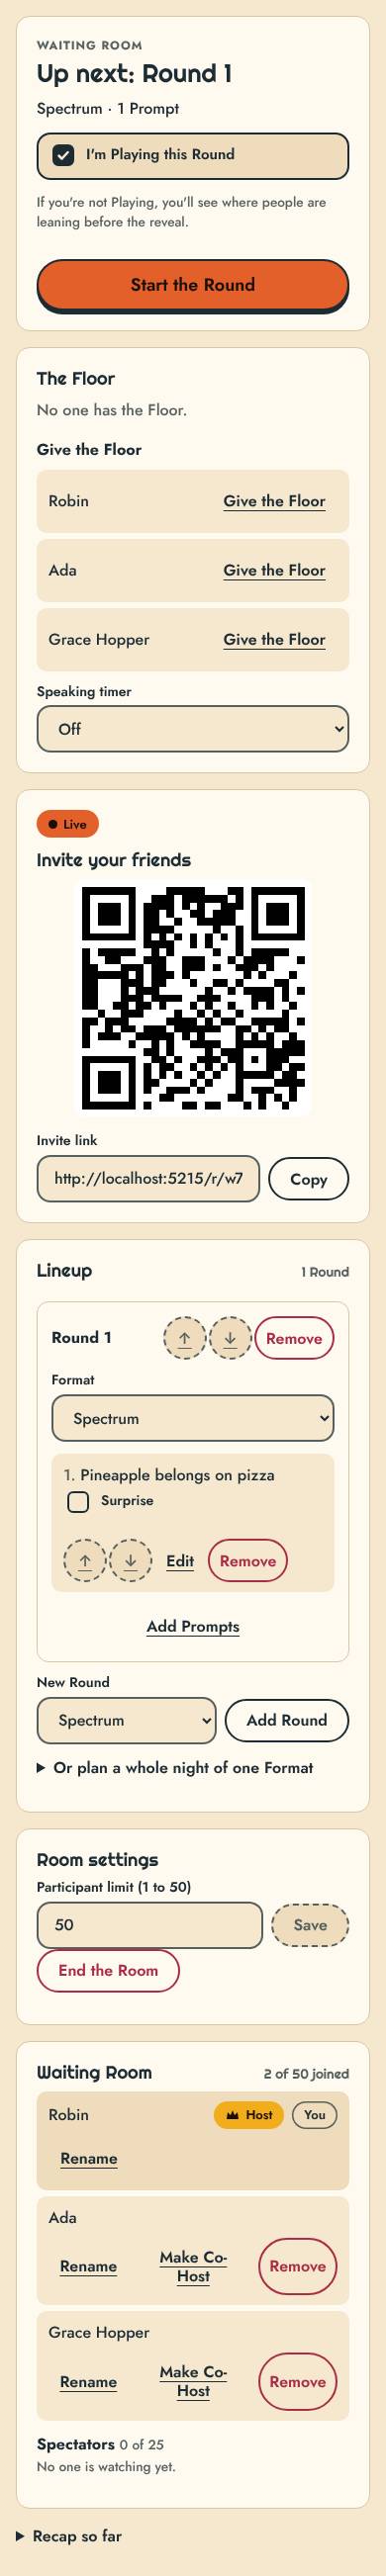 WAITING ROOM
Up next: Round 1
Spectrum · 1 Prompt
I'm Playing this Round
If you're not Playing, you'll see where people are
leaning before the reveal.
Start the Round
The Floor
No one has the Floor.
Give the Floor
Robin Give the Floor
Ada Give the Floor
Grace Hopper Give the Floor
Speaking timer
Off
Live
Invite your friends
Invite link
http://localhost:5215/r/w7 Copy
Lineup 1 Round
Round 1 ↑ ↓ Remove
Format
Spectrum
1. Pineapple belongs on pizza
Surprise
↑ ↓ Edit Remove
Add Prompts
New Round
Spectrum Add Round
Or plan a whole night of one Format
Room settings
Participant limit (1 to 50)
50 Save
End the Room
Waiting Room 2 of 50 joined
Robin Host You
Rename
Ada
Rename Make Co-
Host Remove
Grace Hopper
Rename Make Co-
Host Remove
Spectators 0 of 25
No one is watching yet.
Recap so far